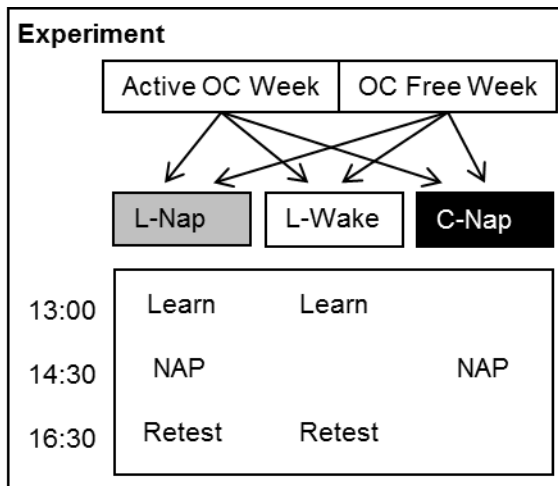 Experiment
Active OC Week OC Free Week
L-Nap L-Wake C-Nap
13:00 Learn Learn
14:30 NAP NAP
16:30 Retest Retest